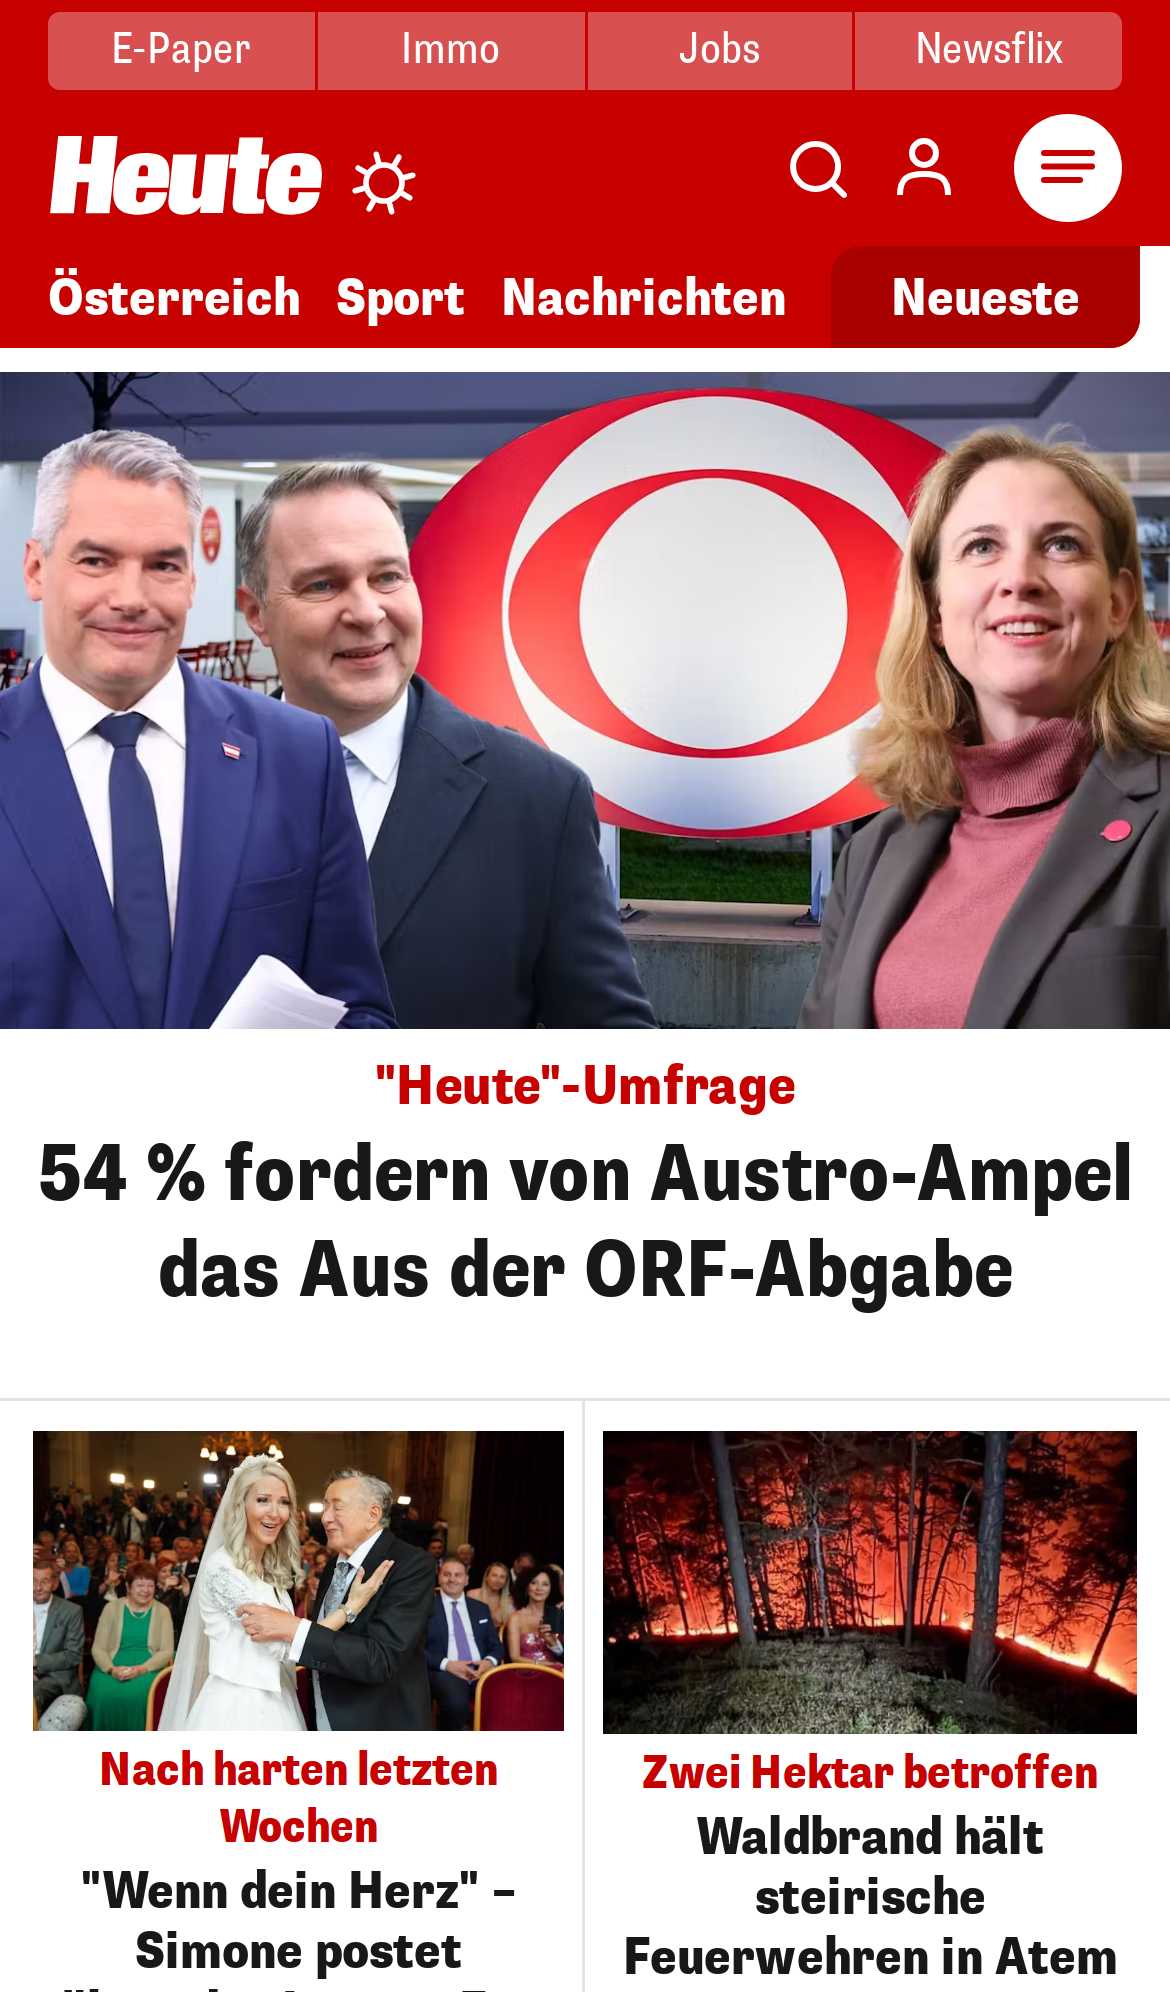 E-Paper
Immo
Jobs
Newsflix
Heute
Österreich
Sport
Nachrichten
Neueste
"Heute"-Umfrage
54 % fordern von Austro-Ampel
das Aus der ORF-Abgabe
Nach harten letzten
Wochen
"Wenn dein Herz" –
Simone postet
Zwei Hektar betroffen
Waldbrand hält
steirische
Feuerwehren in Atem